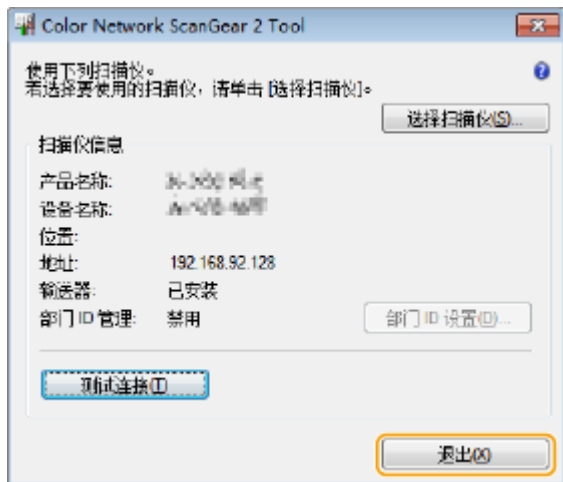 Color Network ScanGear 2 Tool
使用下列扫描仪。
若选择要使用的扫描仪，请单击 [选择扫描仪]。
选择扫描仪(S)...
扫描仪信息
产品名称:
设备名称:
位置:
地址: 192.168.92.128
输送器: 已安装
部门 ID 管理: 禁用
部门 ID 设置(D)...
测试连接(T)
退出(X)